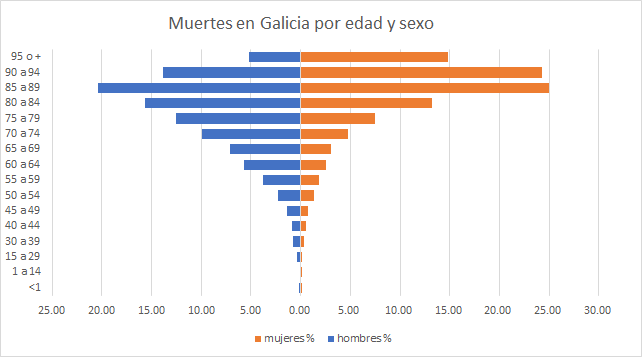 Muertes en Galicia por edad y sexo
95 o +
90 a 94
85 a 89
80 a 84
75 a 79
70 a 74
65 a 69
60 a 64
55 a 59
50 a 54
45 a 49
40 a 44
30 a 39
15 a 29
1 a 14
<1
25.00 20.00 15.00 10.00 5.00 0.00 5.00 10.00 15.00 20.00 25.00 30.00
mujeres% hombres%